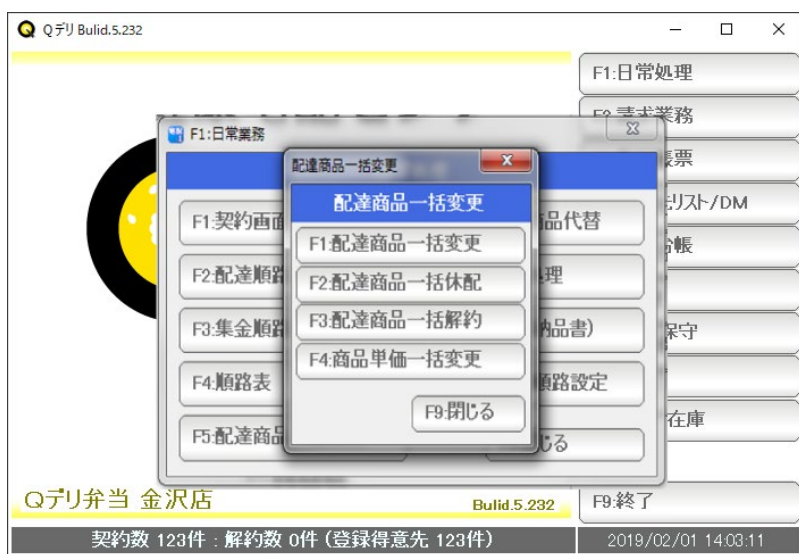 Qデリ Bulid.5.232
F1:日常処理
F1:日常業務
配達商品一括変更
配達商品一括変更
F1:配達商品一括変更
F2:配達商品一括休配
F3:配達商品一括解約
F4:商品単価一括変更
F9:閉じる
F1:契約画面
F2:配達順路
F3:集金順路
F4:順路表
F5:配達商品
品代替
処理
納品書)
順路設定
じる
業務
帳票
リスト/DM
台帳
保守
在庫
Qデリ弁当 金沢店
Bulid.5.232
F9:終了
契約数 123件 : 解約数 0件 (登録得意先 123件)
2019/02/01 14:03:11